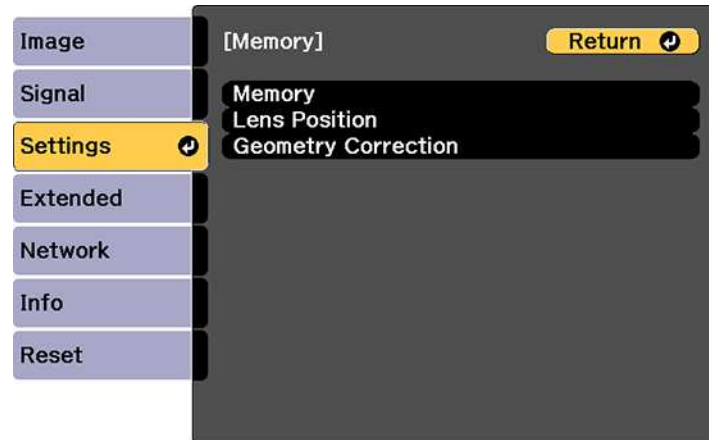 Image
Signal
Settings
Extended
Network
Info
Reset
[Memory]
Return
Memory
Lens Position
Geometry Correction